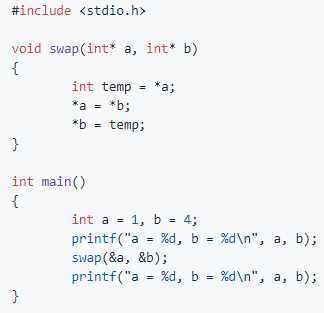 #include <stdio.h>

void swap(int* a, int* b)
{
        int temp = *a;
        *a = *b;
        *b = temp;
}

int main()
{
        int a = 1, b = 4;
        printf("a = %d, b = %d\n", a, b);
        swap(&a, &b);
        printf("a = %d, b = %d\n", a, b);
}